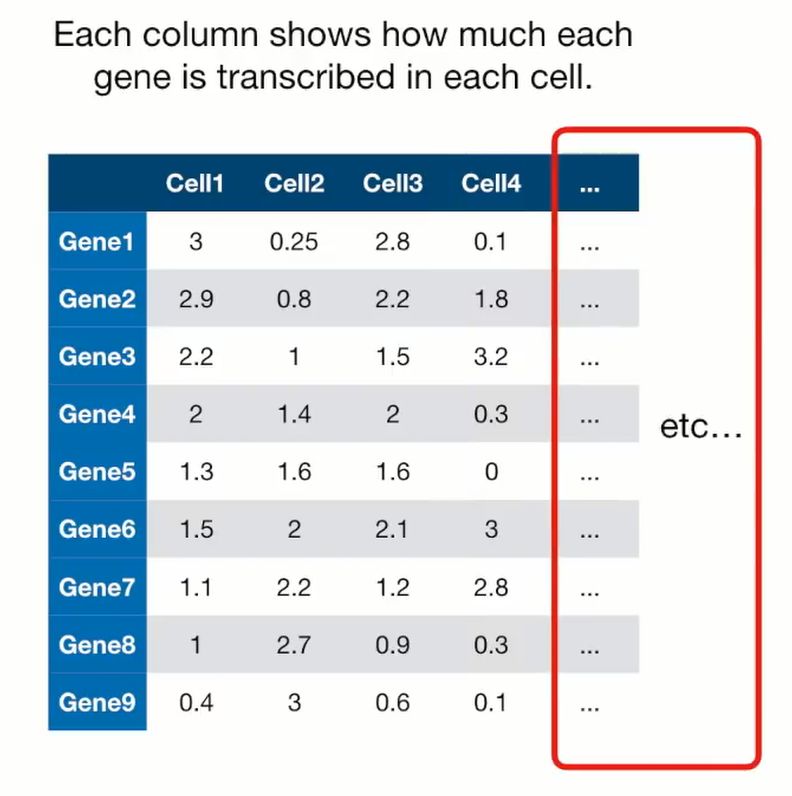 Each column shows how much each
gene is transcribed in each cell.
Cell1 Cell2 Cell3 Cell4 ...
Gene1 3 0.25 2.8 0.1 ...
Gene2 2.9 0.8 2.2 1.8 ...
Gene3 2.2 1 1.5 3.2 ...
Gene4 2 1.4 2 0.3 ...
etc...
Gene5 1.3 1.6 1.6 0 ...
Gene6 1.5 2 2.1 3 ...
Gene7 1.1 2.2 1.2 2.8 ...
Gene8 1 2.7 0.9 0.3 ...
Gene9 0.4 3 0.6 0.1 ...